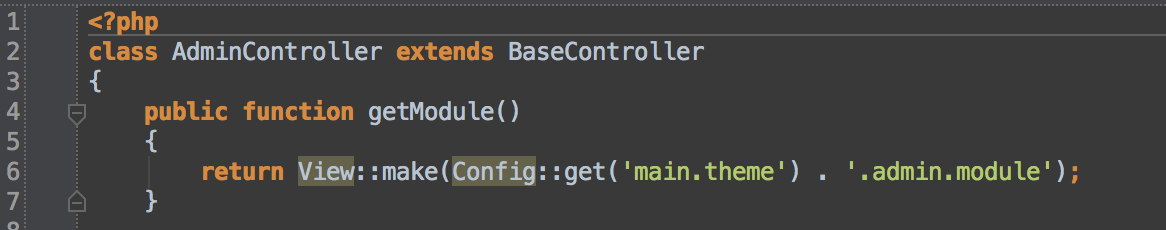 1 <?php
2 class AdminController extends BaseController
3 {
4     public function getModule()
5     {
6         return View::make(Config::get('main.theme') . '.admin.module');
7     }
8